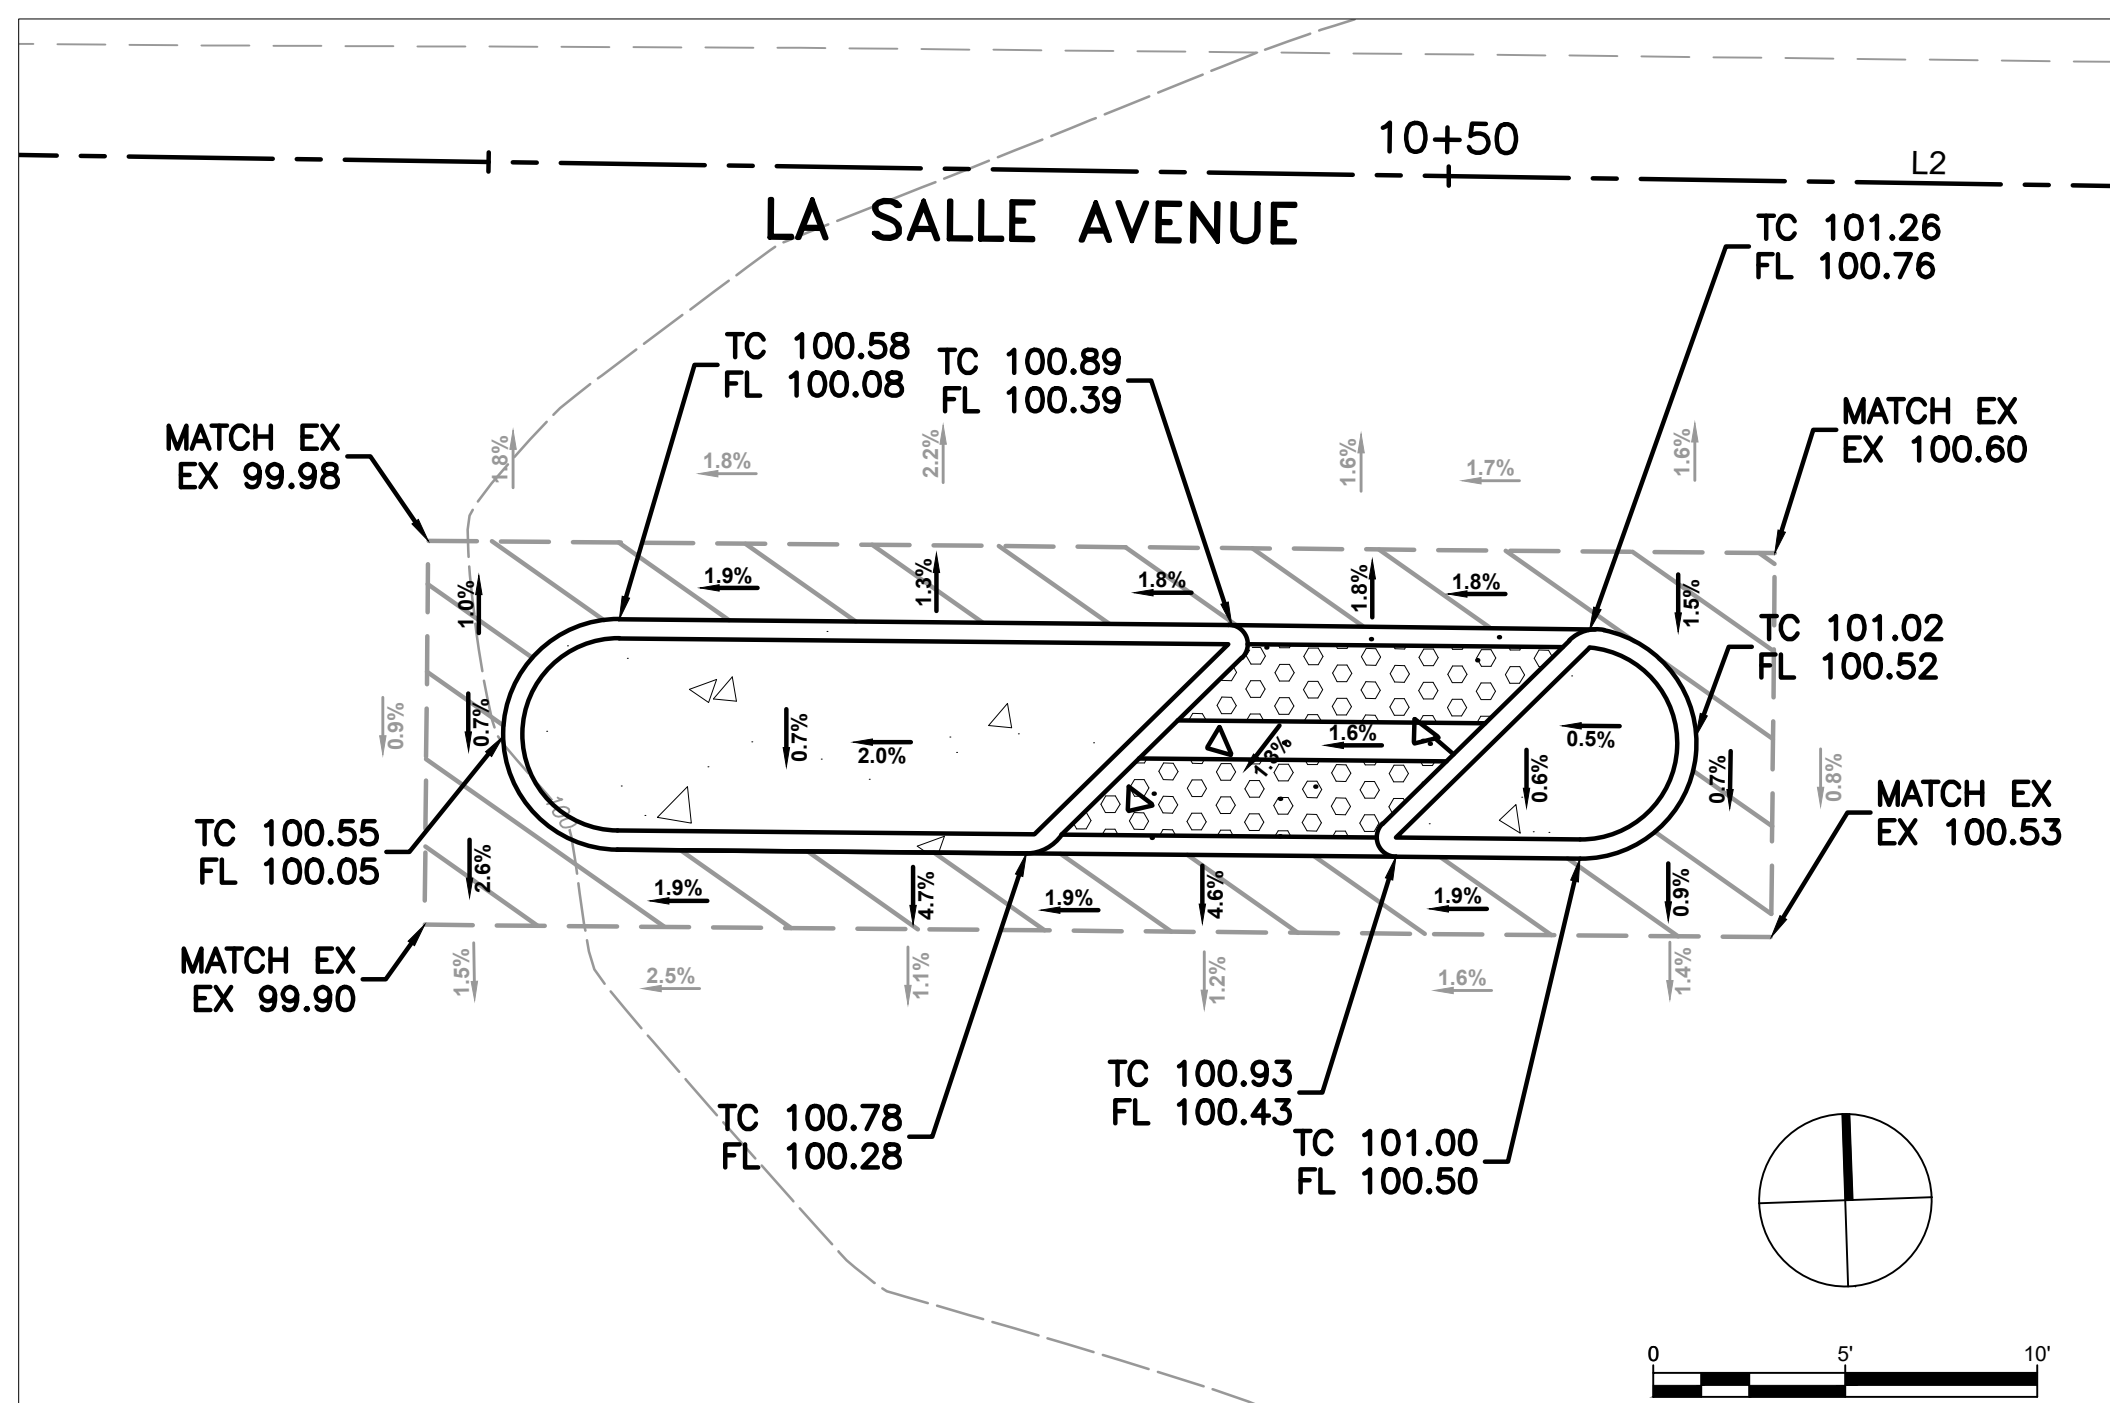 10+50
L2
LA SALLE AVENUE
TC 101.26
FL 100.76
TC 100.58
FL 100.08
TC 100.89
FL 100.39
MATCH EX
EX 99.98
MATCH EX
EX 100.60
1.8%
1.8%
2.2%
1.6%
1.7%
1.6%
1.0%
1.9%
1.3%
1.8%
1.8%
1.8%
1.5%
TC 101.02
FL 100.52
0.9%
0.7%
0.7%
2.0%
1.3%
1.6%
0.5%
0.6%
0.7%
0.8%
100
MATCH EX
EX 100.53
TC 100.55
FL 100.05
2.6%
1.9%
4.7%
1.9%
4.6%
1.9%
0.9%
MATCH EX
EX 99.90
1.5%
2.5%
1.1%
1.2%
1.6%
1.4%
TC 100.93
FL 100.43
TC 100.78
FL 100.28
TC 101.00
FL 100.50
0 5' 10'